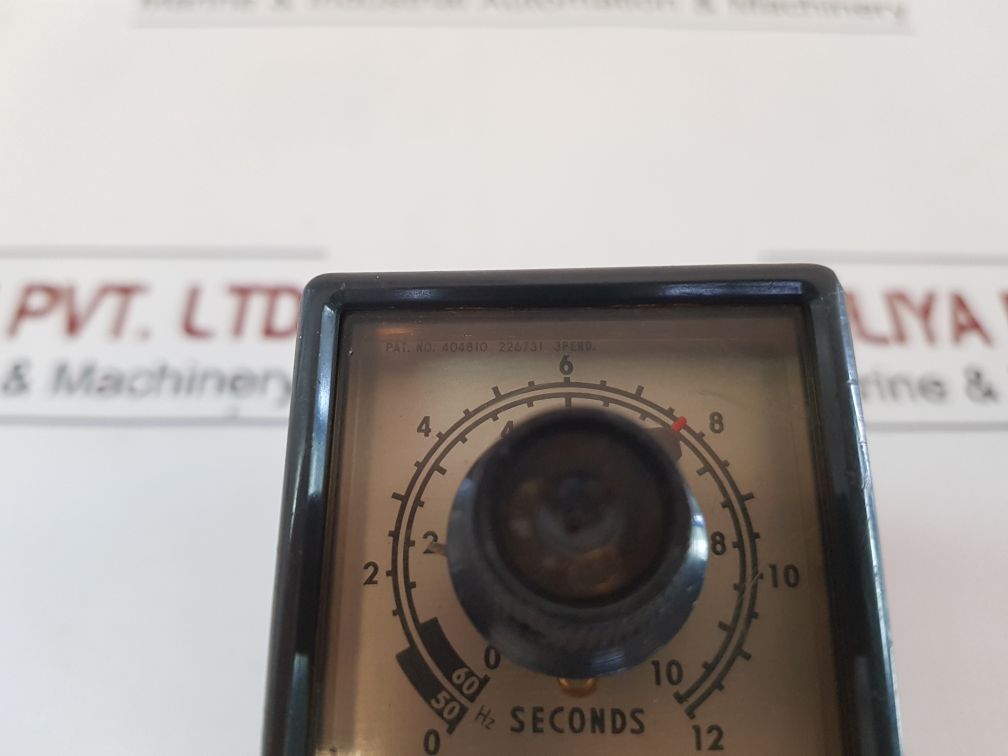 Marine & Industrial Automation & Machinery
PVT. LTD
& Machinery
LIYA
rine &
PAT. NO. 404810 226731 3PEND.
6
4 8
4
2 8
2 10
0 10
60
50
Hz SECONDS
0 12